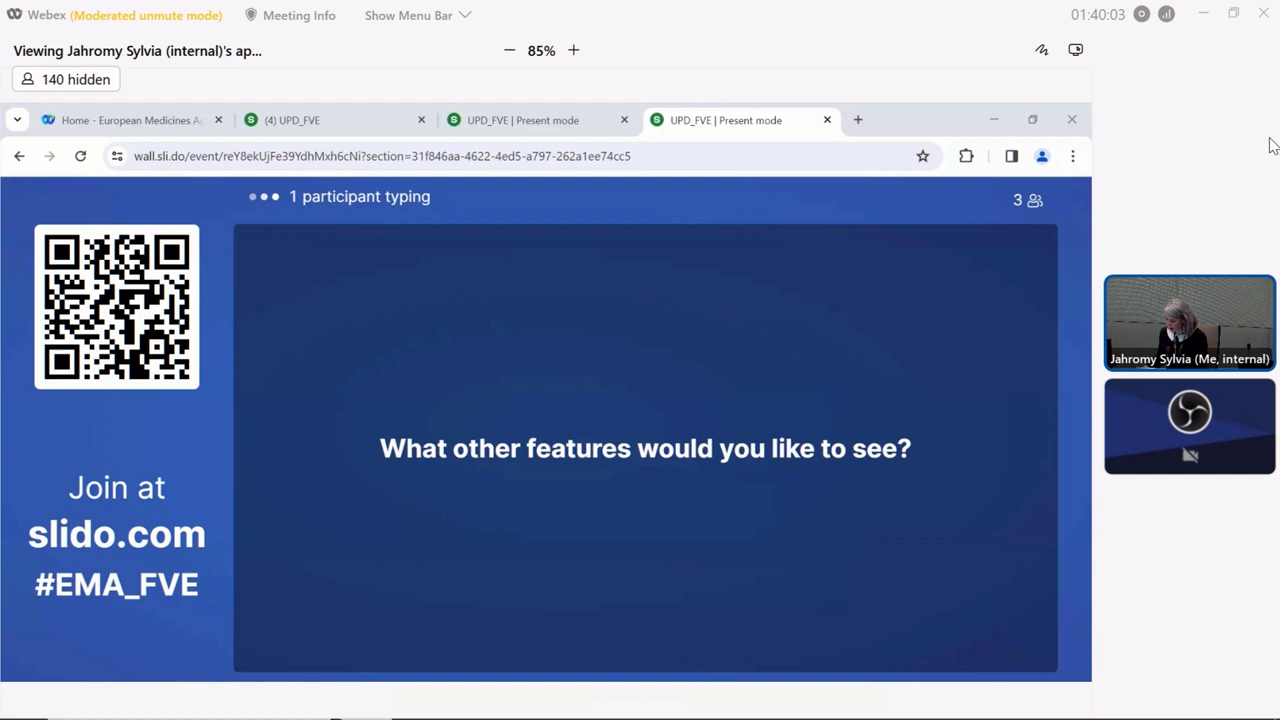 Webex (Moderated unmute mode) Meeting Info Show Menu Bar 01:40:03
Viewing Jahromy Sylvia (internal)'s ap... 85%
140 hidden
Home - European Medicines Ag (4) UPD_FVE UPD_FVE | Present mode UPD_FVE | Present mode
wall.sli.do/event/reY8ekUjFe39YdhMxh6cNi?section=31f846aa-4622-4ed5-a797-262a1ee74cc5
1 participant typing 3
What other features would you like to see?
Join at
slido.com
#EMA_FVE
Jahromy Sylvia (Me, internal)